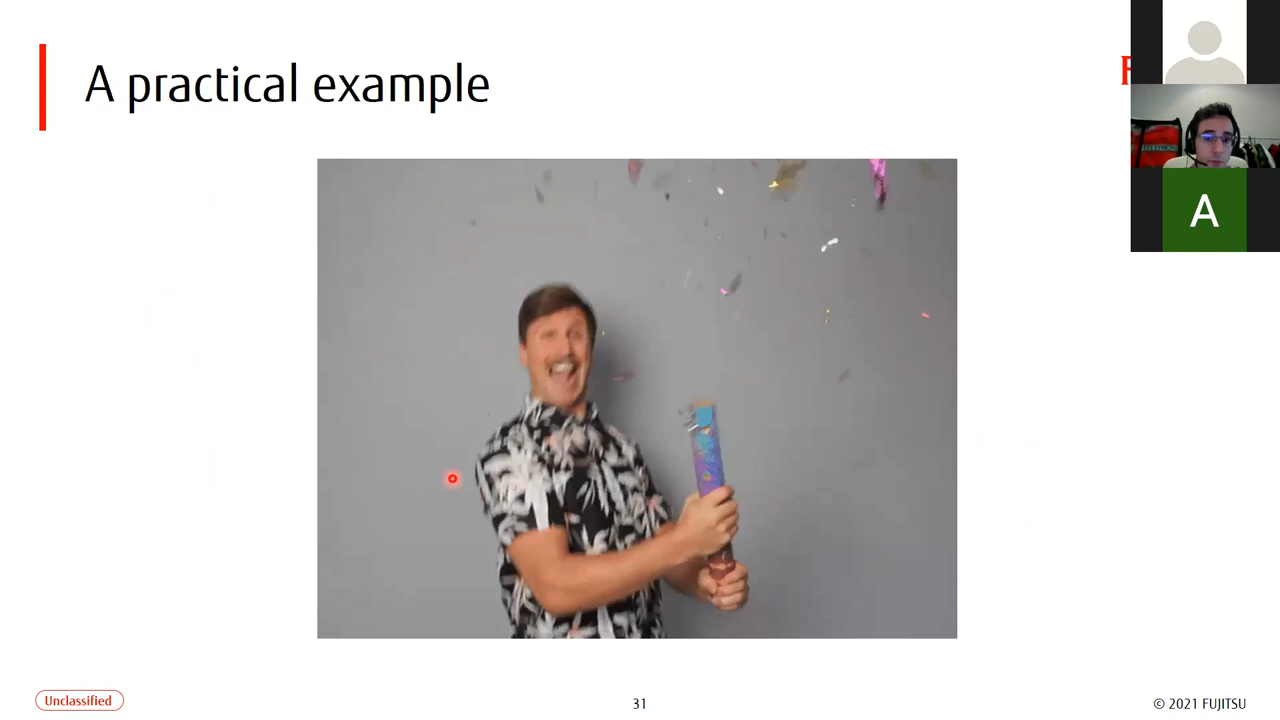 A practical example
F
A
Unclassified
31
© 2021 FUJITSU